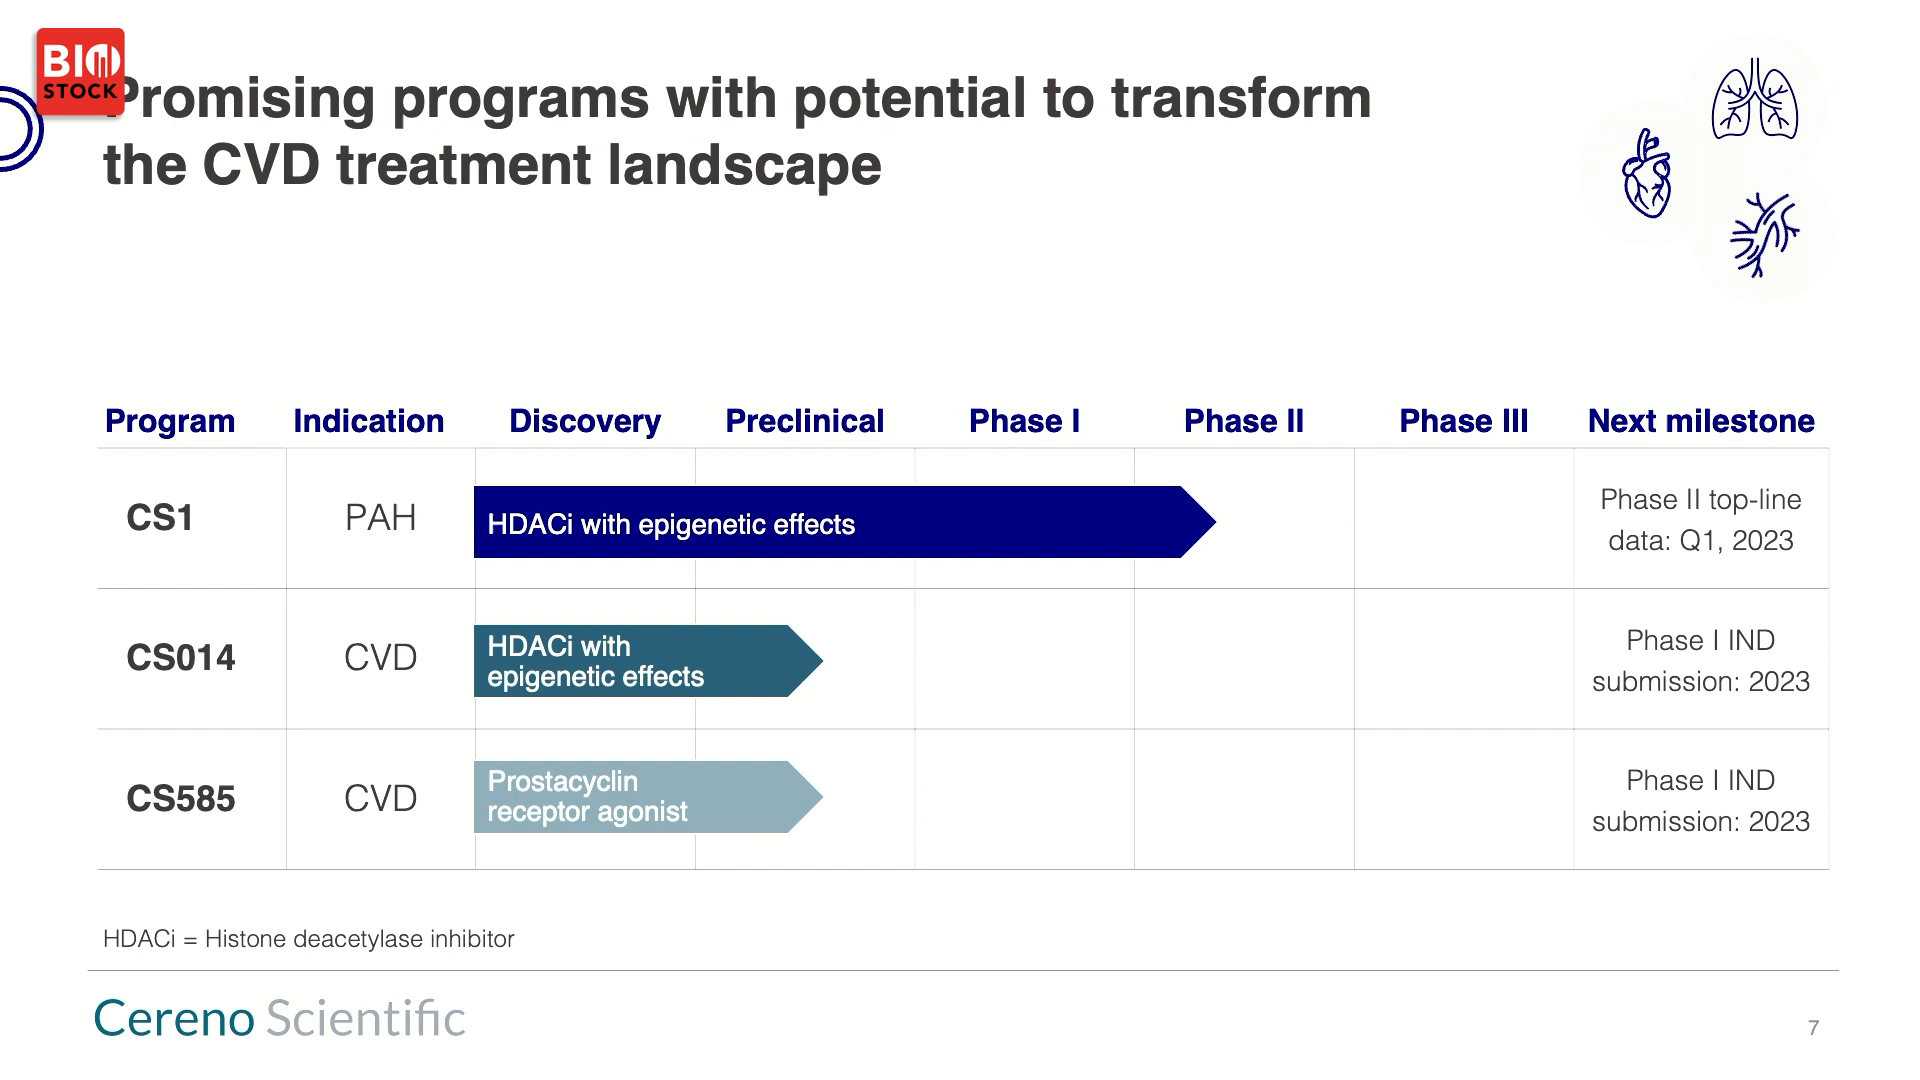 BIO
STOCK
Promising programs with potential to transform
the CVD treatment landscape
Program Indication Discovery Preclinical Phase I Phase II Phase III Next milestone
CS1 PAH HDACi with epigenetic effects Phase II top-line
data: Q1, 2023
CS014 CVD HDACi with
epigenetic effects
Phase I IND
submission: 2023
CS585 CVD Prostacyclin
receptor agonist
Phase I IND
submission: 2023
HDACi = Histone deacetylase inhibitor
Cereno Scientific
7